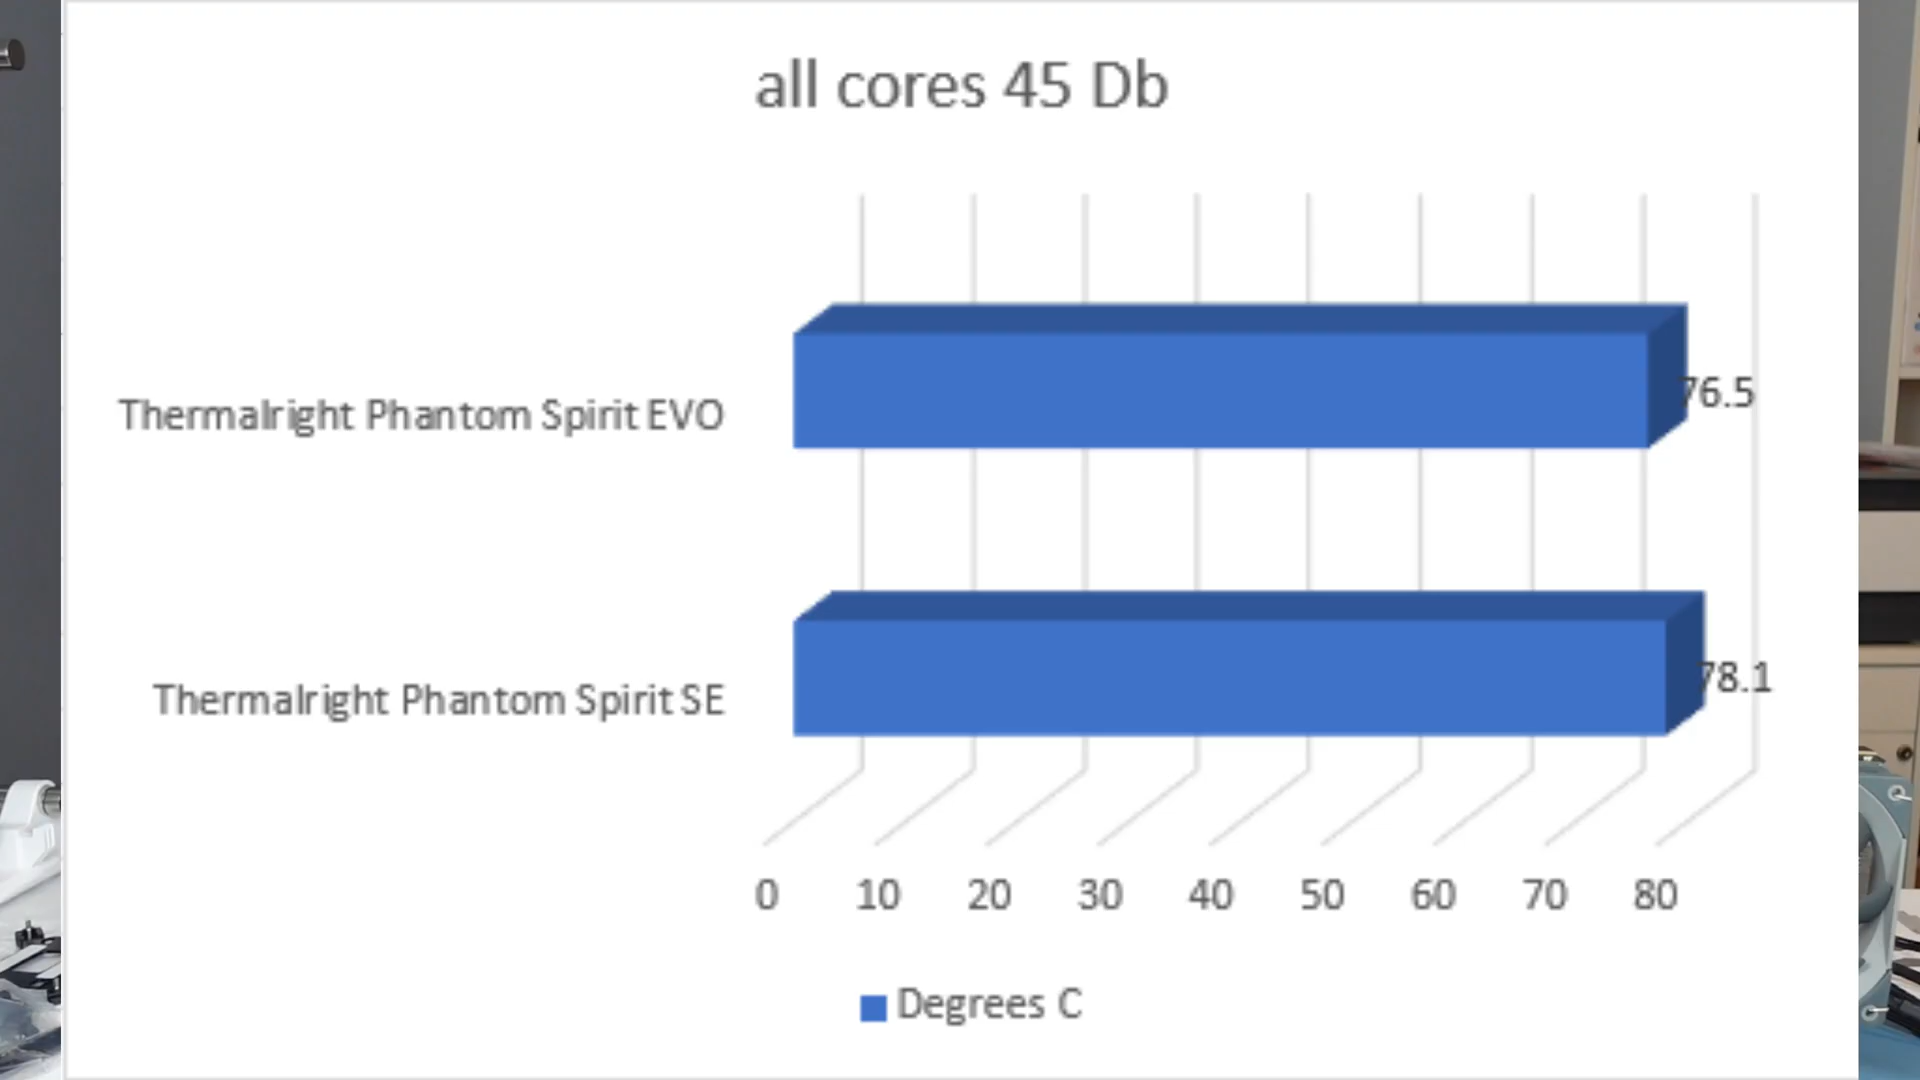 all cores 45 Db
Thermalright Phantom Spirit EVO
76.5
Thermalright Phantom Spirit SE
78.1
0 10 20 30 40 50 60 70 80
Degrees C